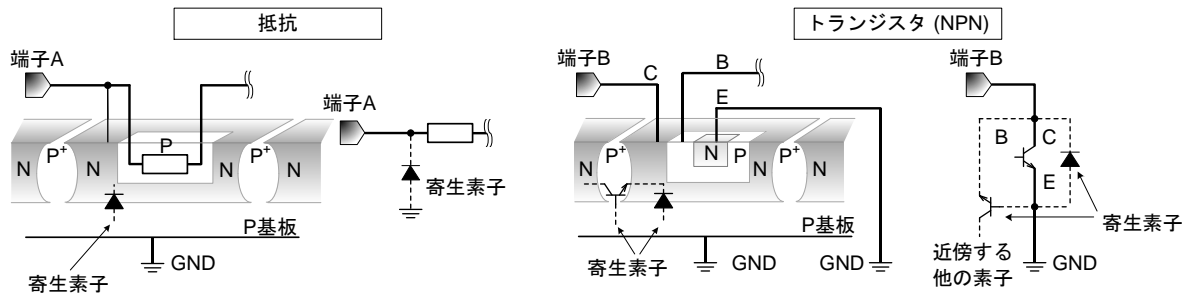 抵抗
端子A
P
N
P+
N
N
P+
N
P基板
寄生素子
GND
端子A
寄生素子
トランジスタ (NPN)
端子B
C
B
E
N
P+
N
N
P
N
P+
N
P基板
寄生素子
GND
GND
端子B
B
C
E
寄生素子
近傍する
他の素子
GND